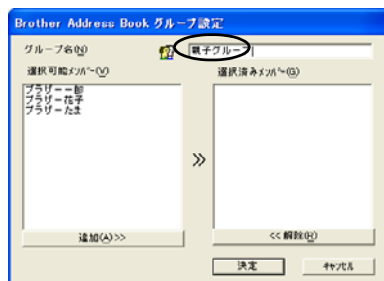 Brother Address Book グループ設定
グループ名(N)
親子グループ
選択可能メンバー(V)
選択済みメンバー(G)
ブラザー一郎
ブラザー花子
ブラザーたま
»
追加(A)>>
<<解除(R)
決定
キャンセル